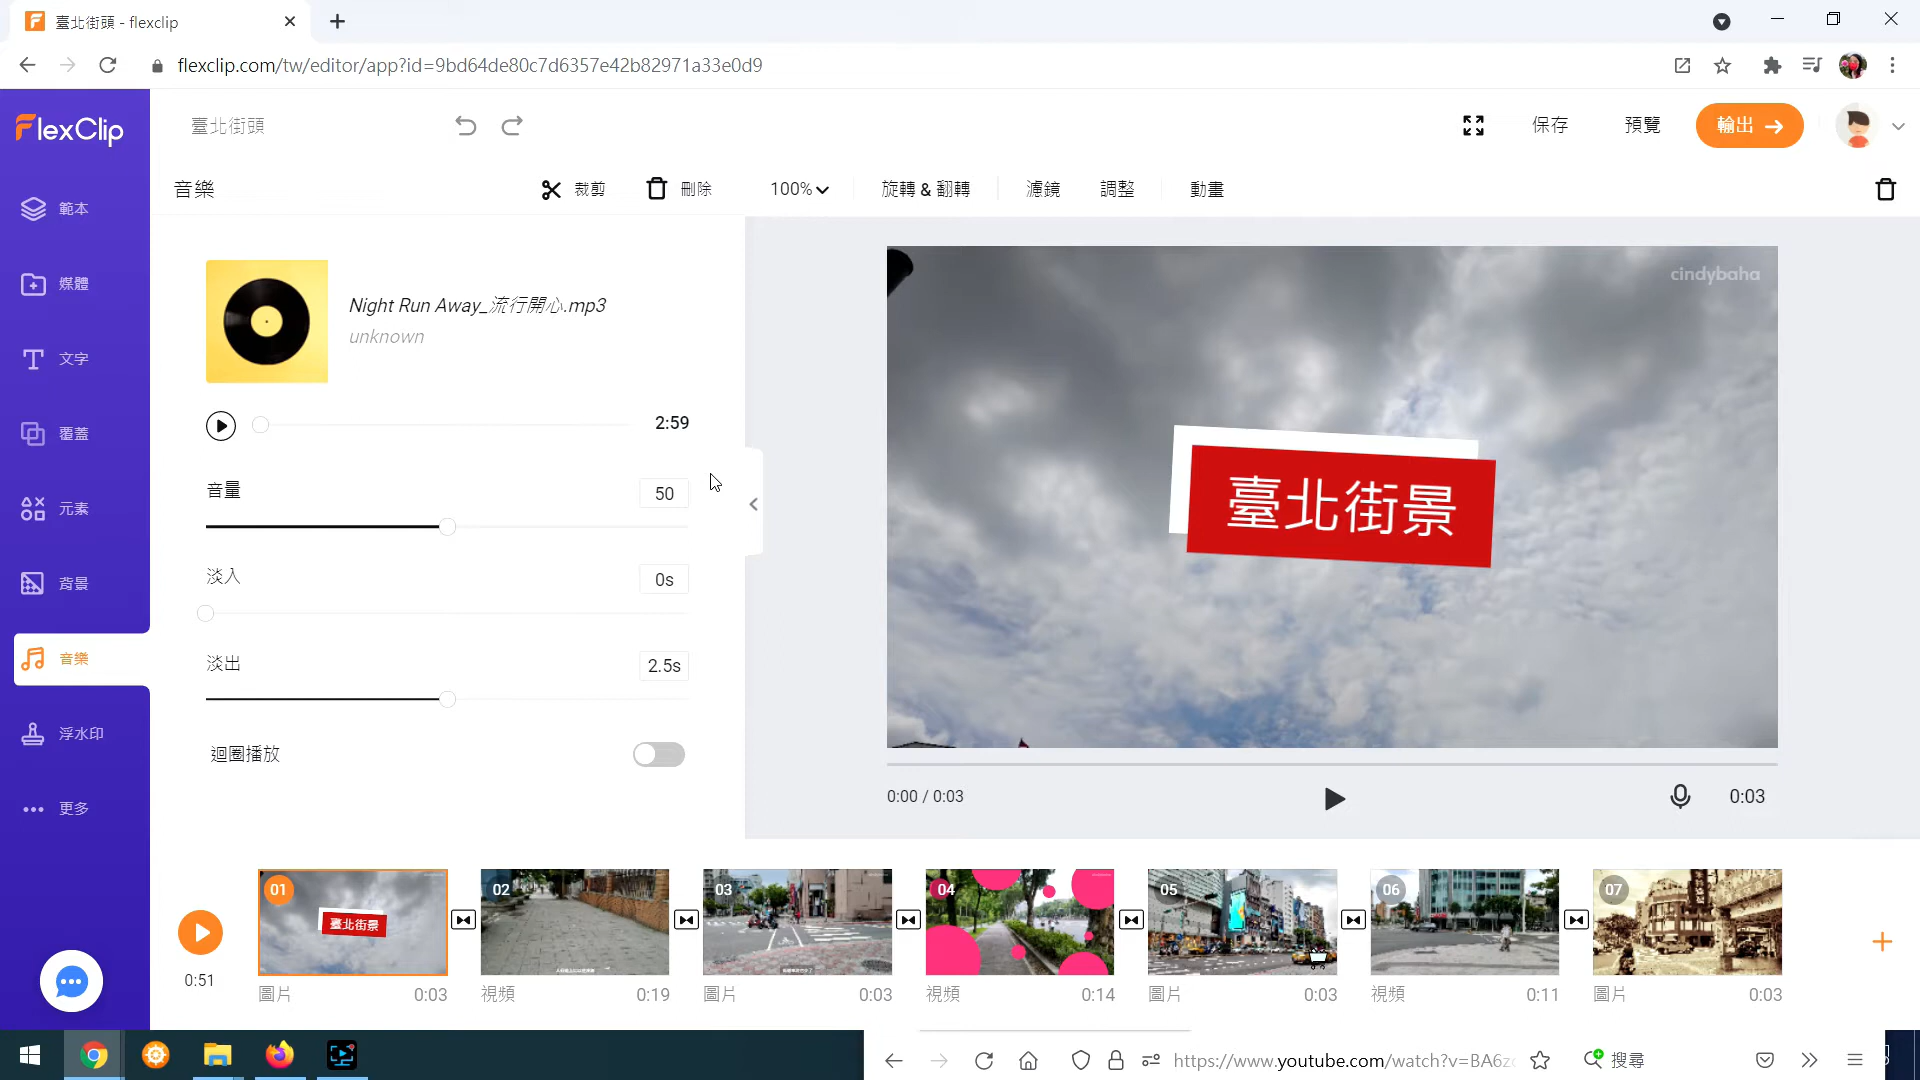 臺北街頭 - flexclip
flexclip.com/tw/editor/app?id=9bd64de80c7d6357e42b82971a33e0d9
FlexClip
臺北街頭
保存
預覽
輸出
音樂
裁剪
刪除
100%
旋轉 & 翻轉
濾鏡
調整
動畫
範本
媒體
文字
覆蓋
元素
背景
音樂
浮水印
更多
Night Run Away_流行開心.mp3
unknown
2:59
音量
50
淡入
0s
淡出
2.5s
迴圈播放
cindybaha
臺北街景
0:00 / 0:03
0:03
0:51
01
臺北街景
02
03
04
05
06
07
圖片
0:03
視頻
0:19
圖片
0:03
視頻
0:14
圖片
0:03
視頻
0:11
圖片
0:03
https://www.youtube.com/watch?v=BA6z
搜尋